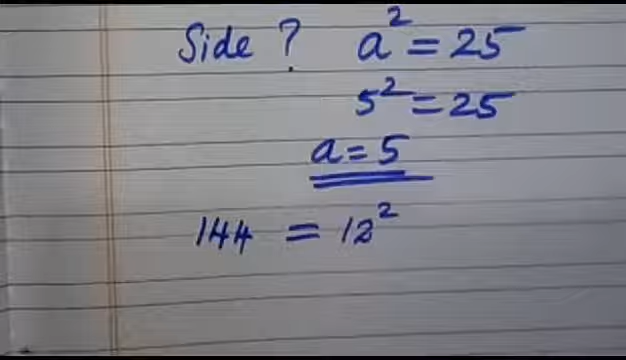 Side ? a² = 25
5² = 25
a = 5
144 = 12²